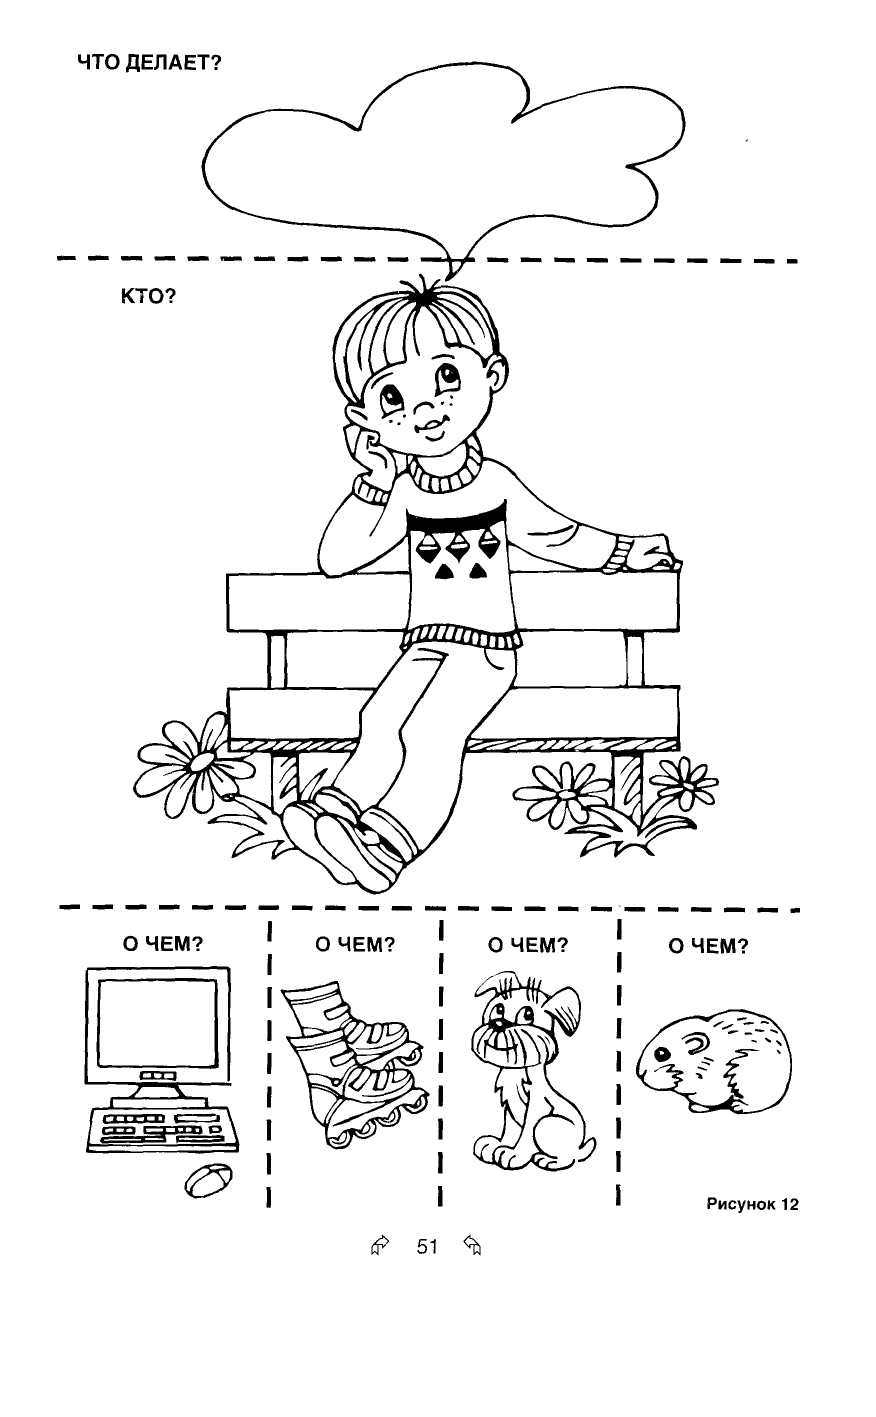 ЧТО ДЕЛАЕТ?
КТО?
О ЧЕМ?
О ЧЕМ?
О ЧЕМ?
О ЧЕМ?
Рисунок 12
51